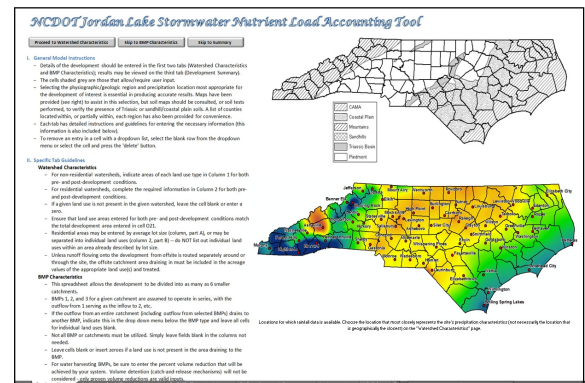 NCDOT Jordan Lake Stormwater Nutrient Load Accounting Tool
Proceed to Watershed Characteristics
Skip to BMP Characteristics
Skip to Summary
I. General Model Instructions
– Details of the development should be entered in the first two tabs (Watershed Characteristics
and BMP Characteristics); results may be viewed on the third tab (Development Summary).
– The cells shaded grey are those that allow/require user input.
– Selecting the physiographic/geologic region and precipitation location most appropriate for
the development of interest is essential in producing accurate results. Maps have been
provided (see right) to assist in this selection, but soil maps should be consulted, or soil tests
performed, to verify the presence of Triassic or sandhill/coastal plain soils. A list of counties
located within, or partially within, each region has also been provided for convenience.
– Each tab has detailed instructions and guidelines for entering the necessary information (this
information is also included below).
– To remove an entry in a cell with a dropdown list, select the blank row from the dropdown
menu or select the cell and press the 'delete' button.
II. Specific Tab Guidelines
Watershed Characteristics
– For non-residential watersheds, indicate areas of each land use type in Column 1 for both
pre- and post-development conditions.
– For residential watersheds, complete the required information in Column 2 for both pre-
and post-development conditions.
– If a given land use is not present in the given watershed, leave the cell blank or enter a
zero.
– Ensure that land use areas entered for both pre- and post-development conditions match
the total development area entered in cell O21.
– Residential areas may be entered by average lot size (column, part A), or may be
separated into individual land uses (column 2, part B) -- do NOT list out individual land
uses within an area already described by lot size.
– Unless runoff flowing onto the development from offsite is routed separately around or
through the site, the offsite catchment area draining in must be included in the acreage
values of the appropriate land use(s) and treated.
BMP Characteristics
– This spreadsheet allows the development to be divided into as many as 6 smaller
catchments.
– BMPs 1, 2, and 3 for a given catchment are assumed to operate in series, with the
outflow from 1 serving as the inflow to 2, etc.
– If the outflow from an entire catchment (including outflow from selected BMPs) drains to
another BMP, indicate this in the drop down menu below the BMP type and leave all cells
for individual land uses blank.
– Not all BMP or catchments must be utilized. Simply leave fields blank in the columns not
needed.
– Leave cells blank or insert zeroes if a land use is not present in the area draining to the
BMP.
– For water harvesting BMPs, be sure to enter the percent volume reduction that will be
achieved by your system. Volume detention (catch-and-release mechanisms) will not be
considered - only proven volume reductions are valid inputs.
CAMA
Coastal Plain
Mountains
Sandhills
Triassic Basin
Piedmont
Jefferson
Mount Airy
Elizabeth City
Banner Elk
Statesville
Hickory
Siler City
Whispering Pines
Fayetteville
Laurinburg
Elizabethtown
Wilmington
Boiling Spring Lakes
Locations for which rainfall data is available. Choose the location that most closely represents the site's precipitation characteristics (not necessarily the location that
is geographically the closest) on the "Watershed Characteristics" page.